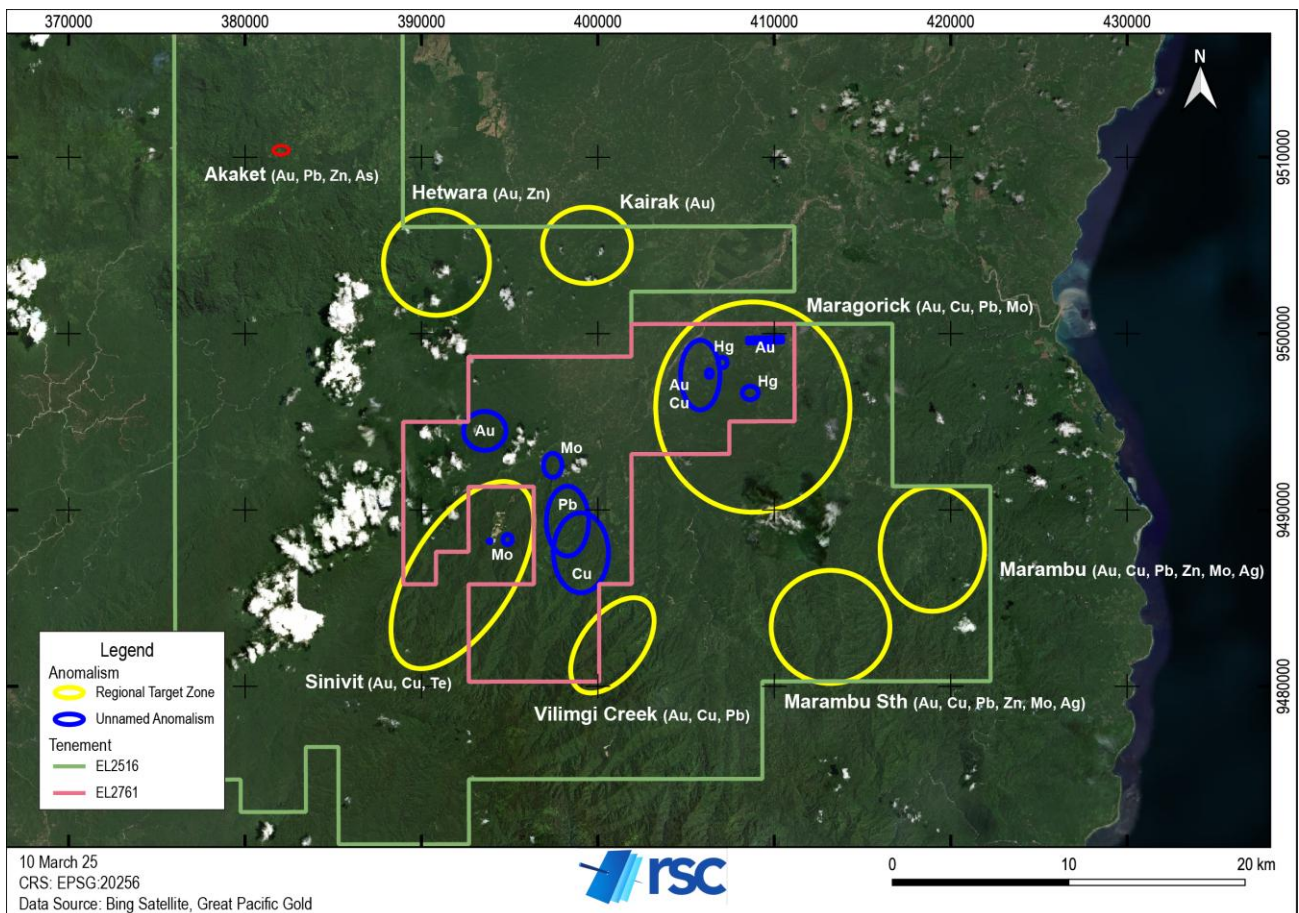 370000 380000 390000 400000 410000 420000 430000
N
9510000
Akaket (Au, Pb, Zn, As)
Hetwara (Au, Zn)
Kairak (Au)
Maragorick (Au, Cu, Pb, Mo)
9500000
Hg
Au
Au
Cu
Hg
Au
Mo
Pb
9490000
Mo
Cu
Marambu (Au, Cu, Pb, Zn, Mo, Ag)
Sinivit (Au, Cu, Te)
9480000
Marambu Sth (Au, Cu, Pb, Zn, Mo, Ag)
Vilimgi Creek (Au, Cu, Pb)
Legend
Anomalism
Regional Target Zone
Unnamed Anomalism
Tenement
EL2516
EL2761
10 March 25
CRS: EPSG:20256
Data Source: Bing Satellite, Great Pacific Gold
rsc
0 10 20 km